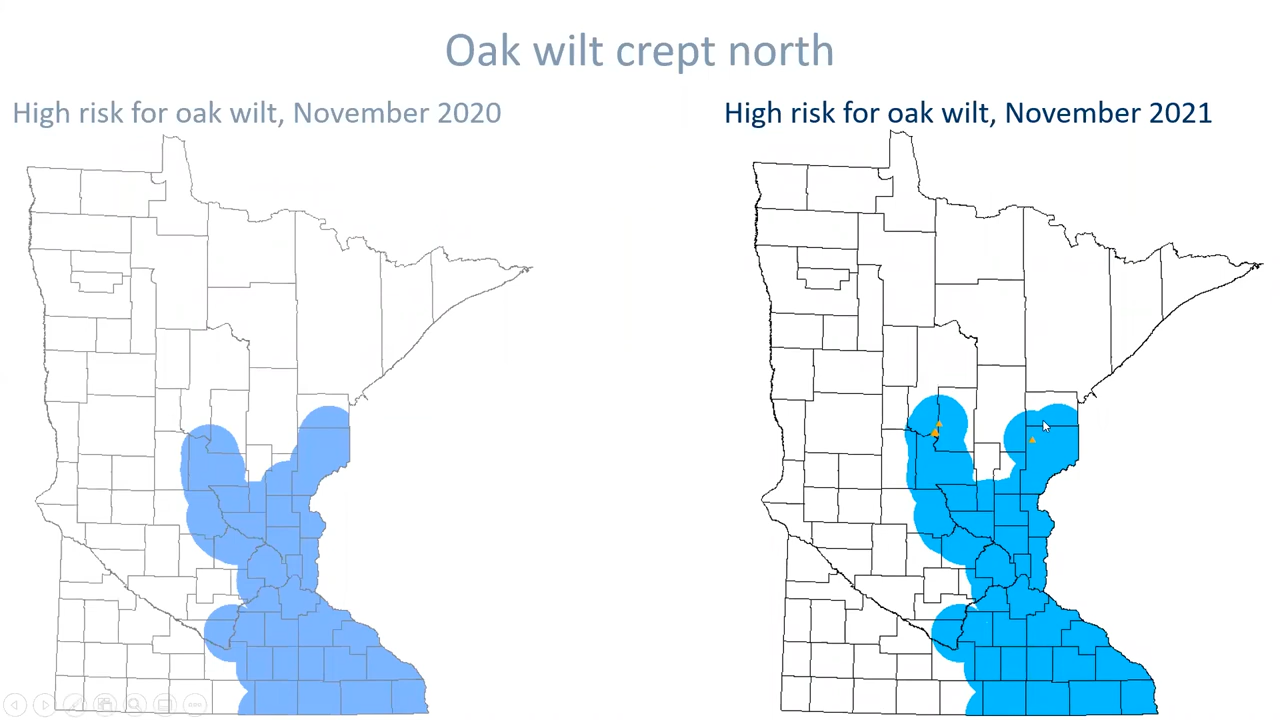 Oak wilt crept north
High risk for oak wilt, November 2020
High risk for oak wilt, November 2021